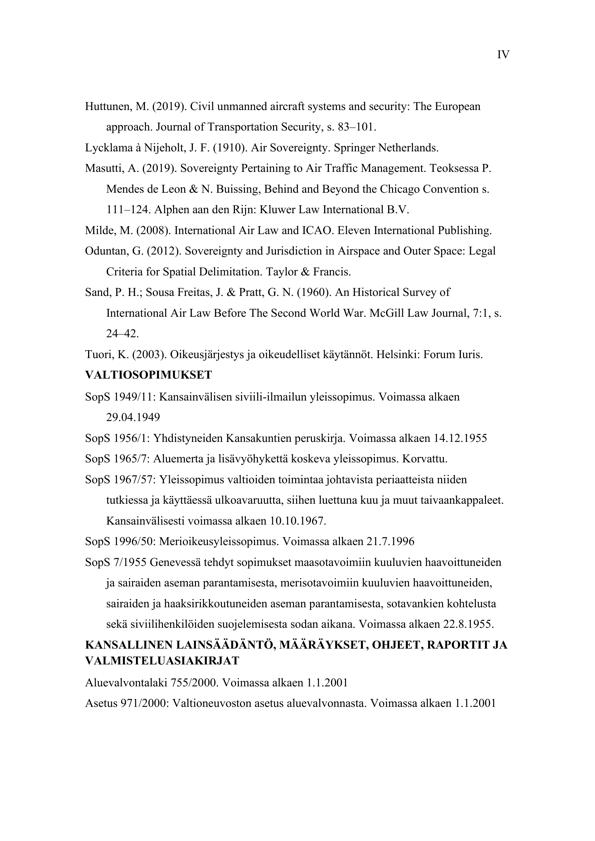 IV
Huttunen, M. (2019). Civil unmanned aircraft systems and security: The European
approach. Journal of Transportation Security, s. 83–101.
Lycklama à Nijeholt, J. F. (1910). Air Sovereignty. Springer Netherlands.
Masutti, A. (2019). Sovereignty Pertaining to Air Traffic Management. Teoksessa P.
Mendes de Leon & N. Buissing, Behind and Beyond the Chicago Convention s.
111–124. Alphen aan den Rijn: Kluwer Law International B.V.
Milde, M. (2008). International Air Law and ICAO. Eleven International Publishing.
Oduntan, G. (2012). Sovereignty and Jurisdiction in Airspace and Outer Space: Legal
Criteria for Spatial Delimitation. Taylor & Francis.
Sand, P. H.; Sousa Freitas, J. & Pratt, G. N. (1960). An Historical Survey of
International Air Law Before The Second World War. McGill Law Journal, 7:1, s.
24–42.
Tuori, K. (2003). Oikeusjärjestys ja oikeudelliset käytännöt. Helsinki: Forum Iuris.
VALTIOSOPIMUKSET
SopS 1949/11: Kansainvälisen siviili-ilmailun yleissopimus. Voimassa alkaen
29.04.1949
SopS 1956/1: Yhdistyneiden Kansakuntien peruskirja. Voimassa alkaen 14.12.1955
SopS 1965/7: Aluemerta ja lisävyöhykettä koskeva yleissopimus. Korvattu.
SopS 1967/57: Yleissopimus valtioiden toimintaa johtavista periaatteista niiden
tutkiessa ja käyttäessä ulkoavaruutta, siihen luettuna kuu ja muut taivaankappaleet.
Kansainvälisesti voimassa alkaen 10.10.1967.
SopS 1996/50: Merioikeusyleissopimus. Voimassa alkaen 21.7.1996
SopS 7/1955 Genevessä tehdyt sopimukset maasotavoimiin kuuluvien haavoittuneiden
ja sairaiden aseman parantamisesta, merisotavoimiin kuuluvien haavoittuneiden,
sairaiden ja haaksirikkoutuneiden aseman parantamisesta, sotavankien kohtelusta
sekä siviilihenkilöiden suojelemisesta sodan aikana. Voimassa alkaen 22.8.1955.
KANSALLINEN LAINSÄÄDÄNTÖ, MÄÄRÄYKSET, OHJEET, RAPORTIT JA
VALMISTELUASIAKIRJAT
Aluevalvontalaki 755/2000. Voimassa alkaen 1.1.2001
Asetus 971/2000: Valtioneuvoston asetus aluevalvonnasta. Voimassa alkaen 1.1.2001